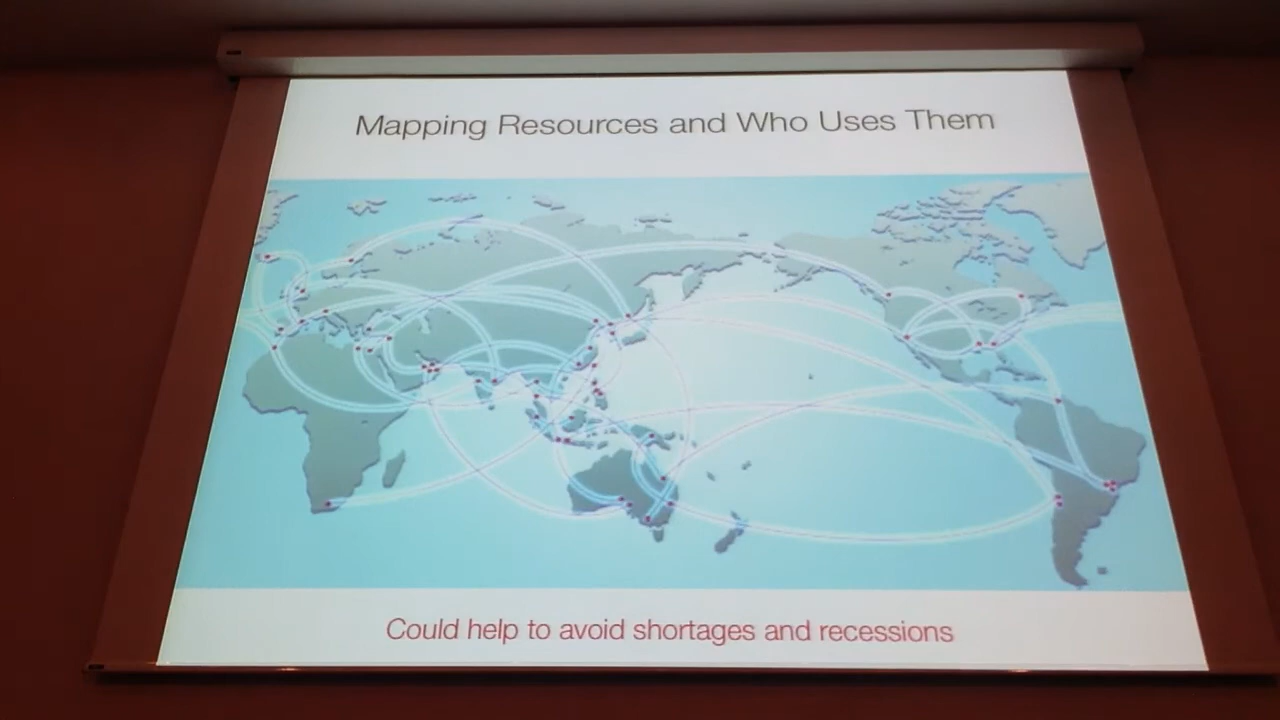 Mapping Resources and Who Uses Them
Could help to avoid shortages and recessions